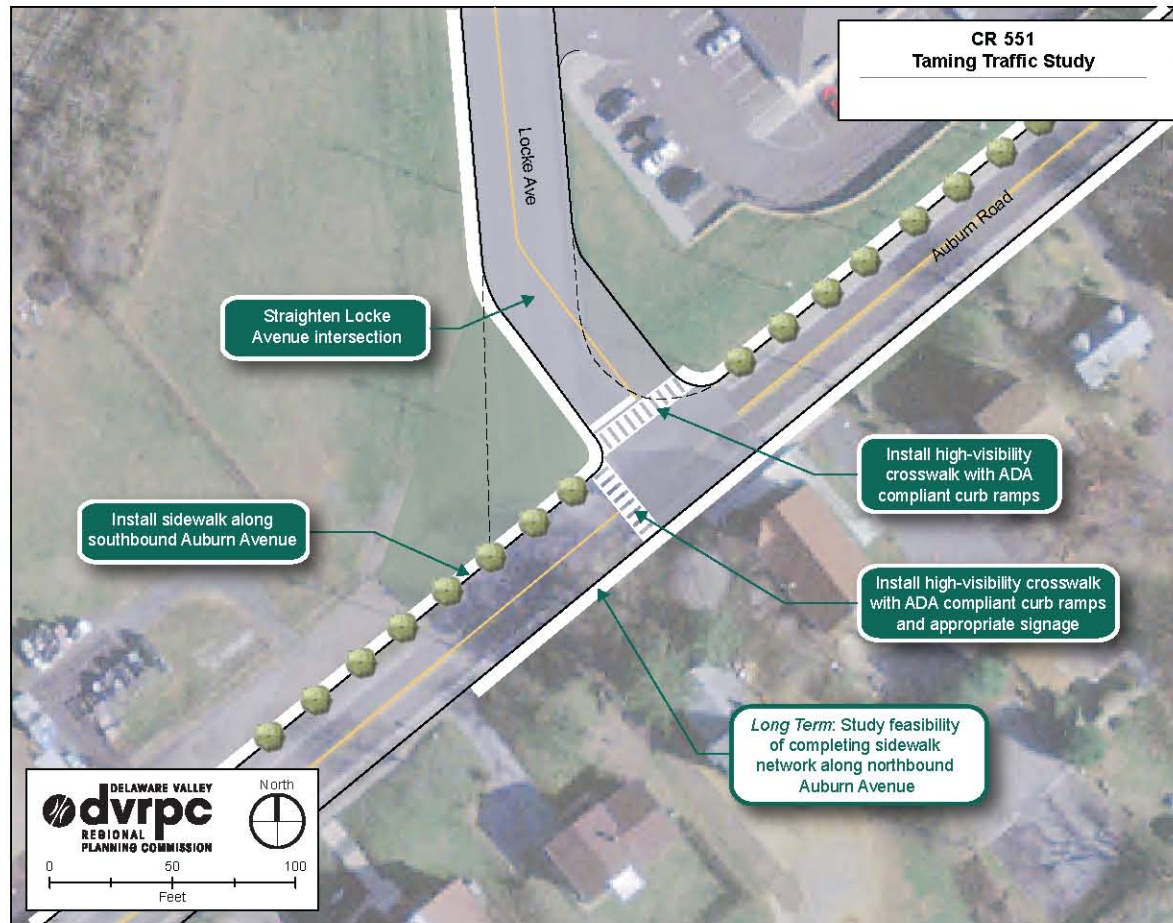 CR 551
Taming Traffic Study
Locke Ave
Auburn Road
Straighten Locke
Avenue intersection
Install high-visibility
crosswalk with ADA
compliant curb ramps
Install sidewalk along
southbound Auburn Avenue
Install high-visibility crosswalk
with ADA compliant curb ramps
and appropriate signage
Long Term: Study feasibility
of completing sidewalk
network along northbound
Auburn Avenue
DELAWARE VALLEY
dvrpc
REGIONAL
PLANNING COMMISSION
North
0 50 100
Feet